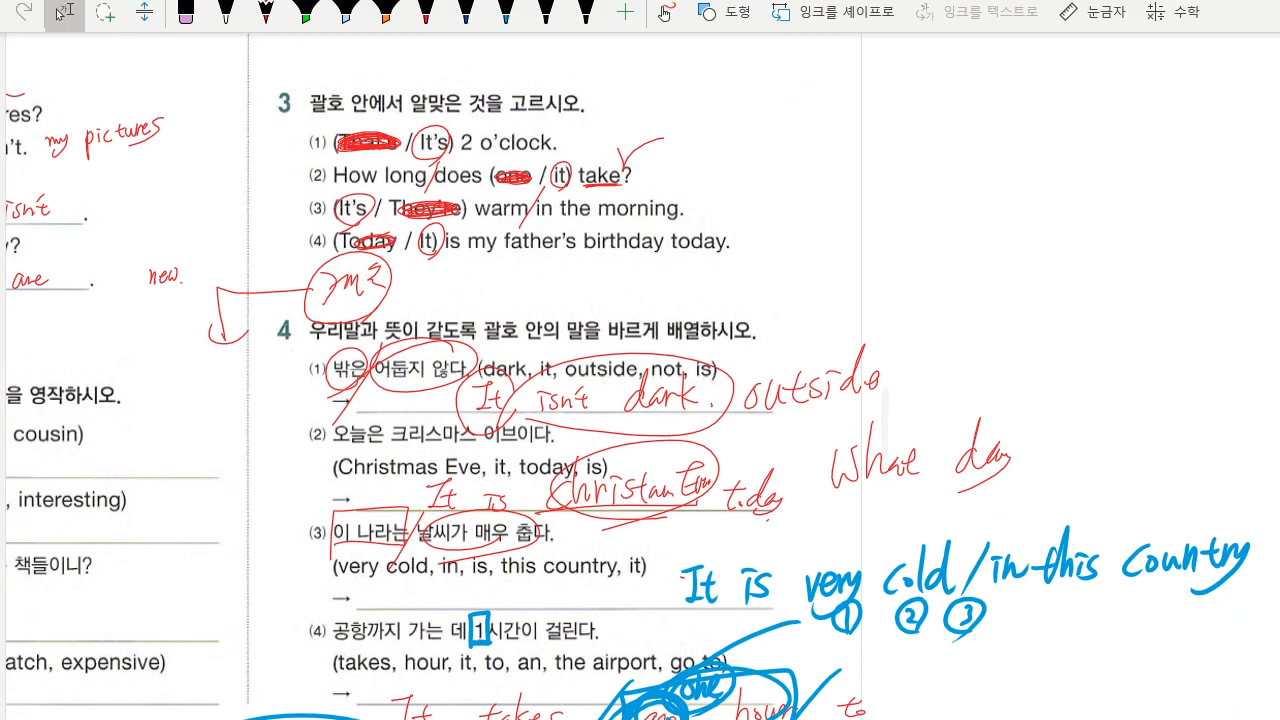 도형
잉크를 셰이프로
잉크를 텍스트로
눈금자
수학
res?
n't. my pictures
isn't .
y?
are . new.
을 영작하시오.
cousin)
, interesting)
책들이니?
atch, expensive)
3 괄호 안에서 알맞은 것을 고르시오.
(1) ( / It's) 2 o'clock.
(2) How long does (one / it) take?
(3) (It's / They're) warm in the morning.
(4) (Today / It) is my father's birthday today.
4 우리말과 뜻이 같도록 괄호 안의 말을 바르게 배열하시오.
(1) 밖은 어둡지 않다. (dark, it, outside, not, is)
→ It isn't dark. outside
(2) 오늘은 크리스마스 이브이다.
(Christmas Eve, it, today, is)
What day
→ It is today
(3) 이 나라는 날씨가 매우 춥다.
(very cold, in, is, this country, it)
→ It is very cold / in this country
① ② ③
(4) 공항까지 가는 데 1시간이 걸린다.
(takes, hour, it, to, an, the airport, go to)
one
→ It takes an hour to